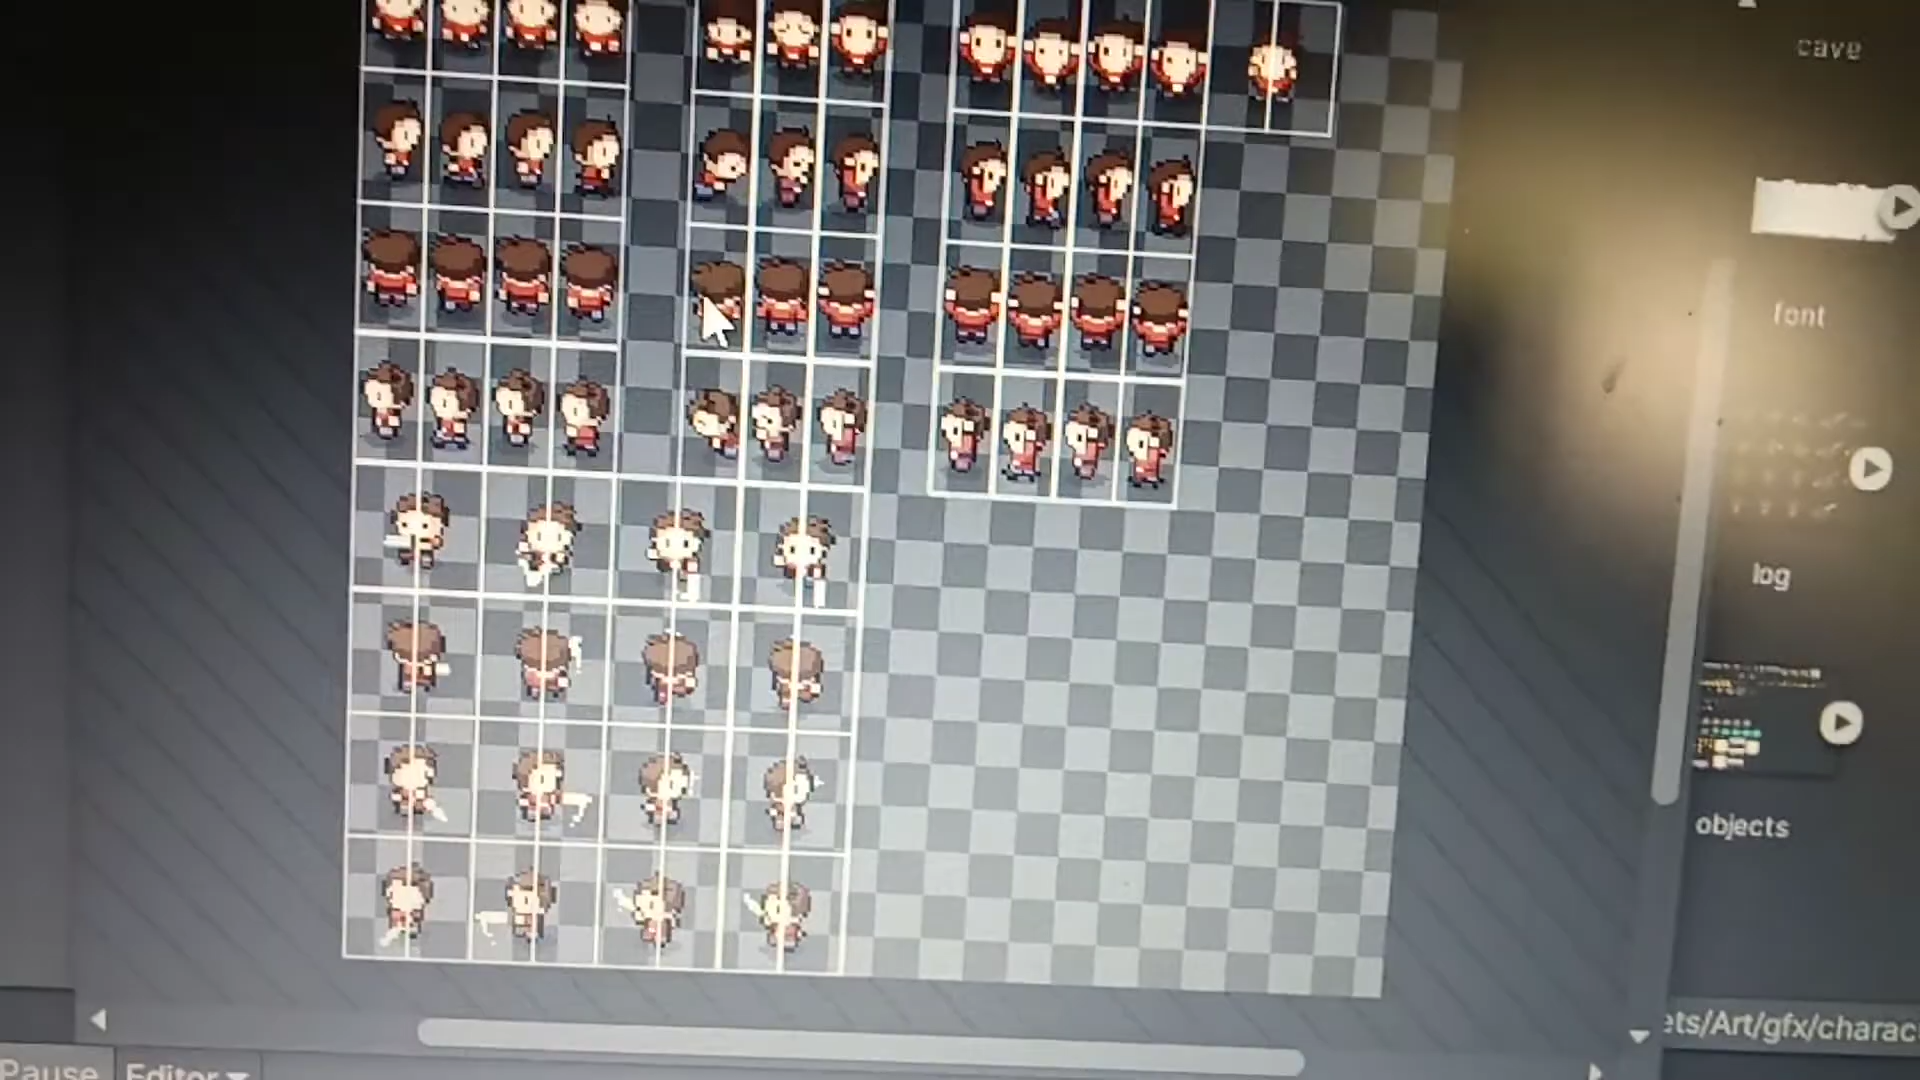 cave
font
log
objects
ets/Art/gfx/charac
Pause
Editor